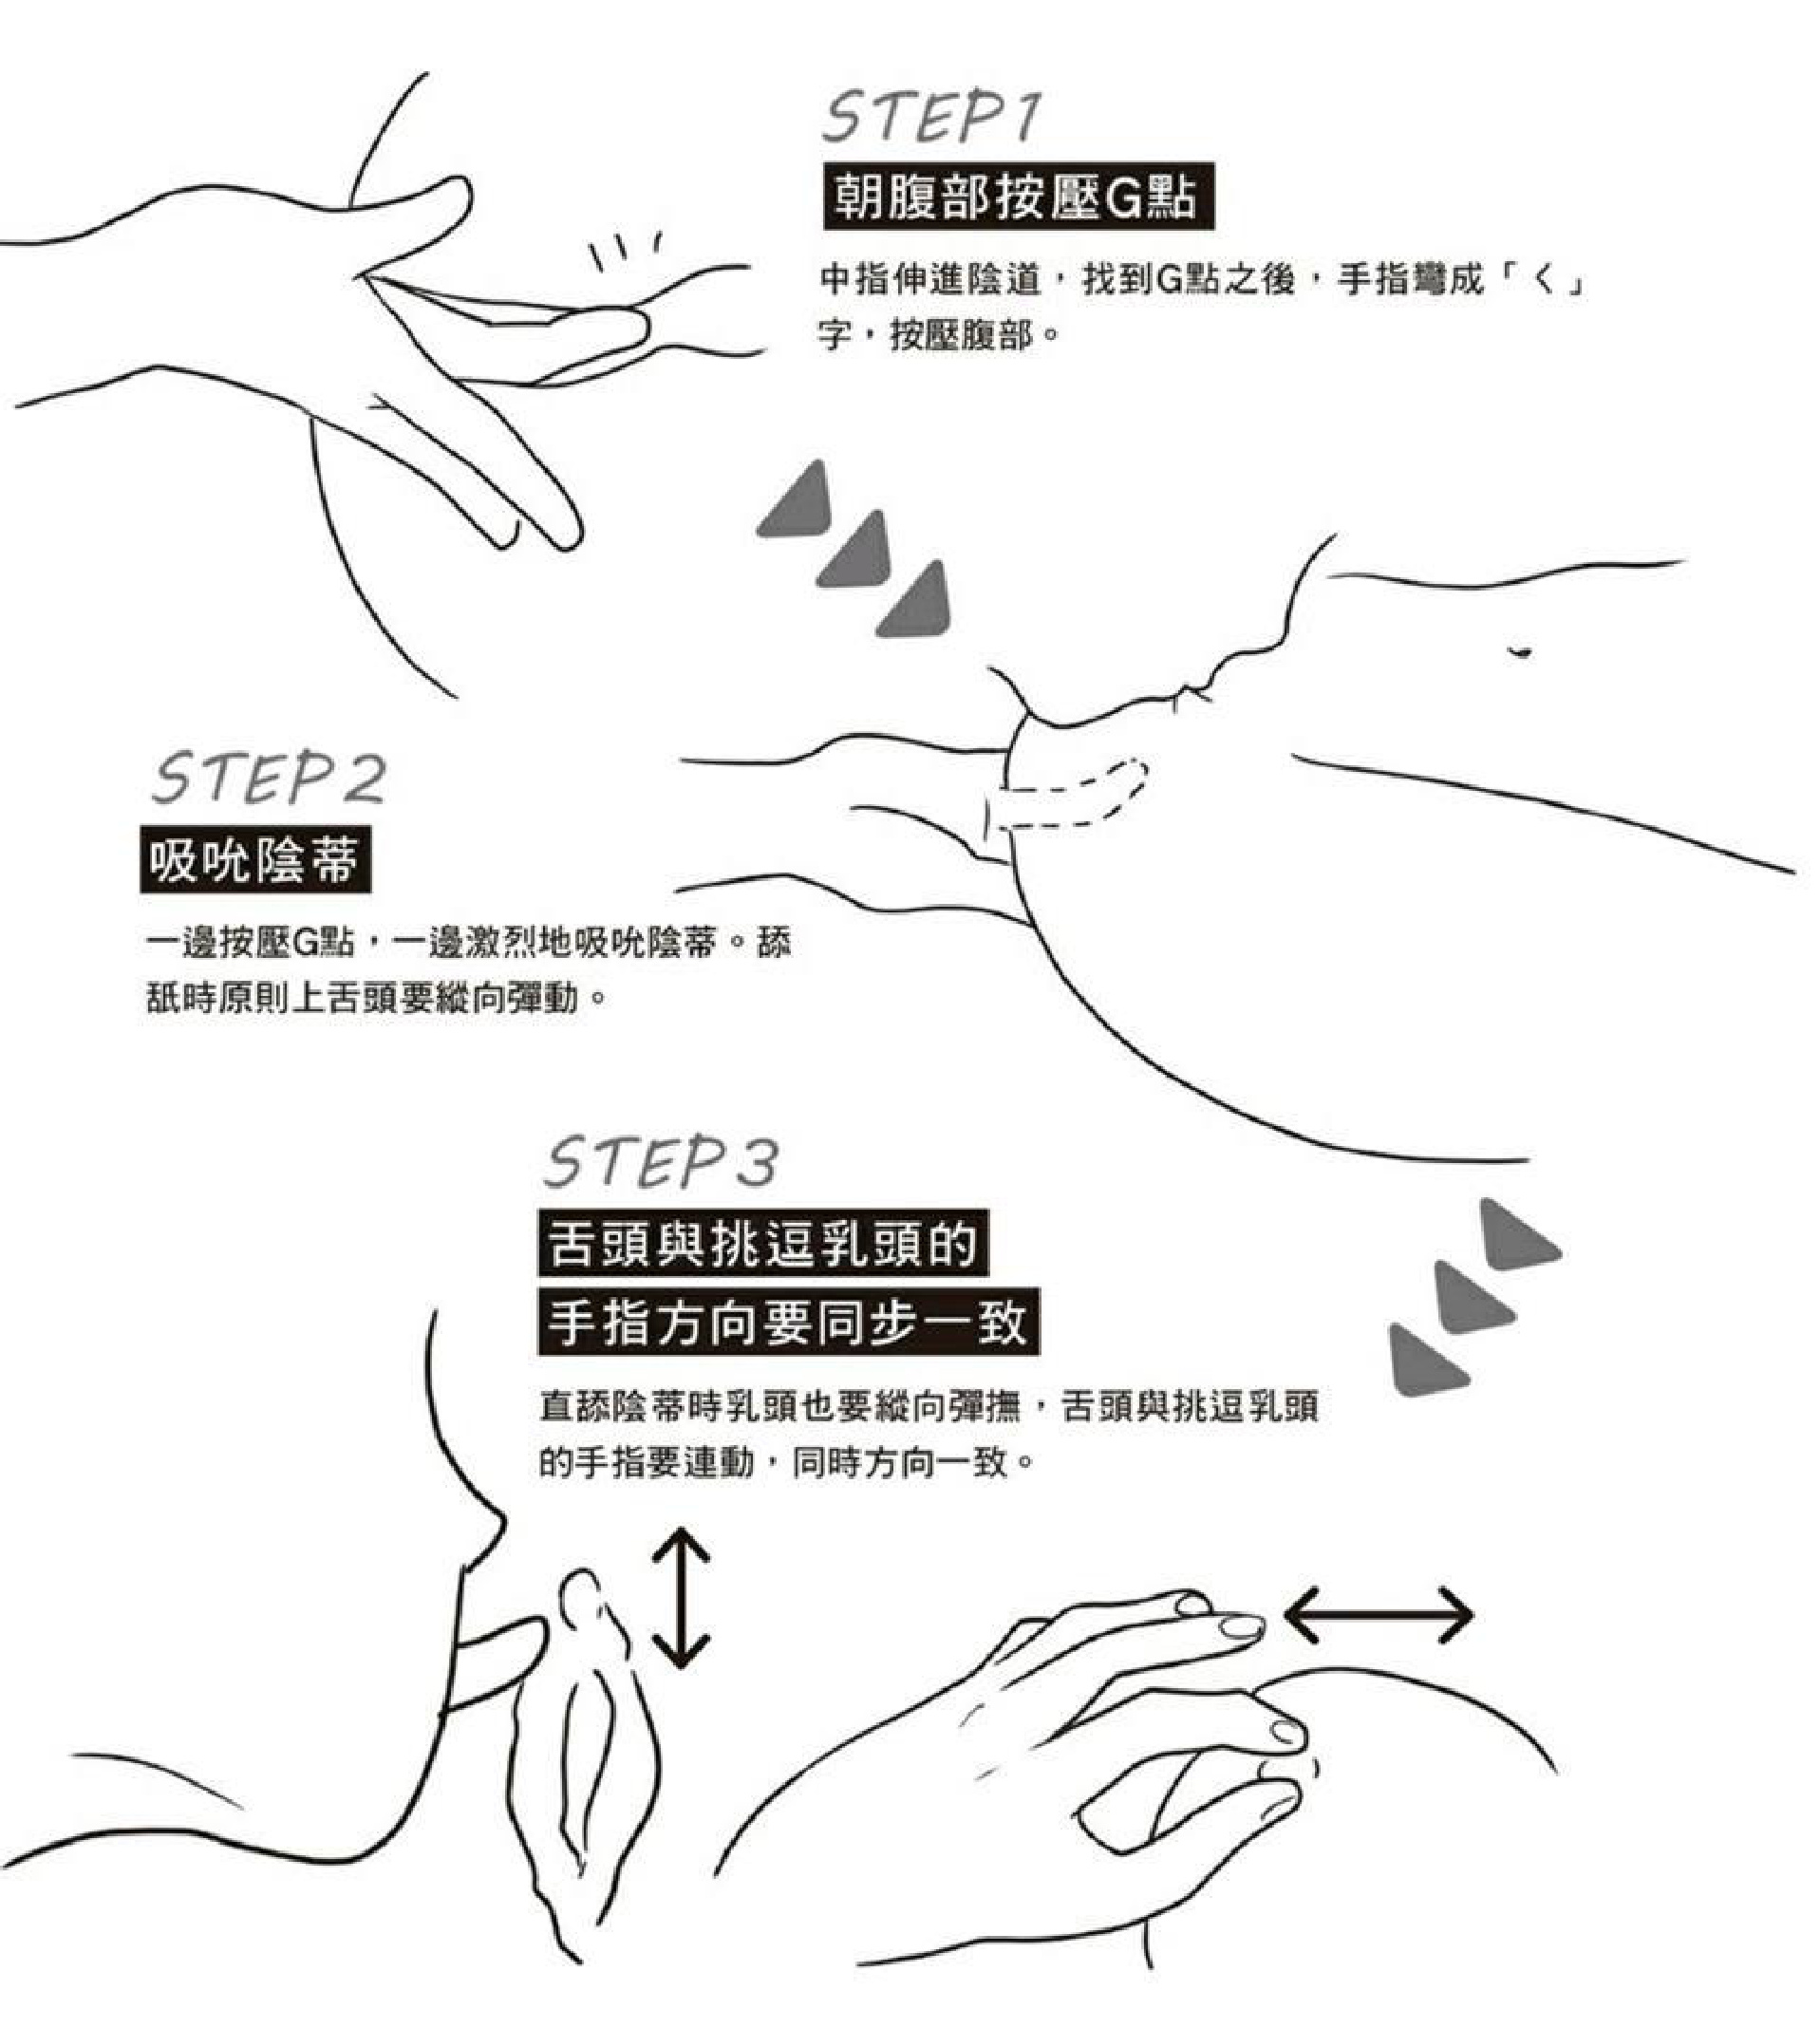 STEP1
朝腹部按壓G點
中指伸進陰道，找到G點之後，手指彎成「く」
字，按壓腹部。
STEP2
吸吮陰蒂
一邊按壓G點，一邊激烈地吸吮陰蒂。舔
舐時原則上舌頭要縱向彈動。
STEP3
舌頭與挑逗乳頭的
手指方向要同步一致
直舔陰蒂時乳頭也要縱向彈撫，舌頭與挑逗乳頭
的手指要連動，同時方向一致。